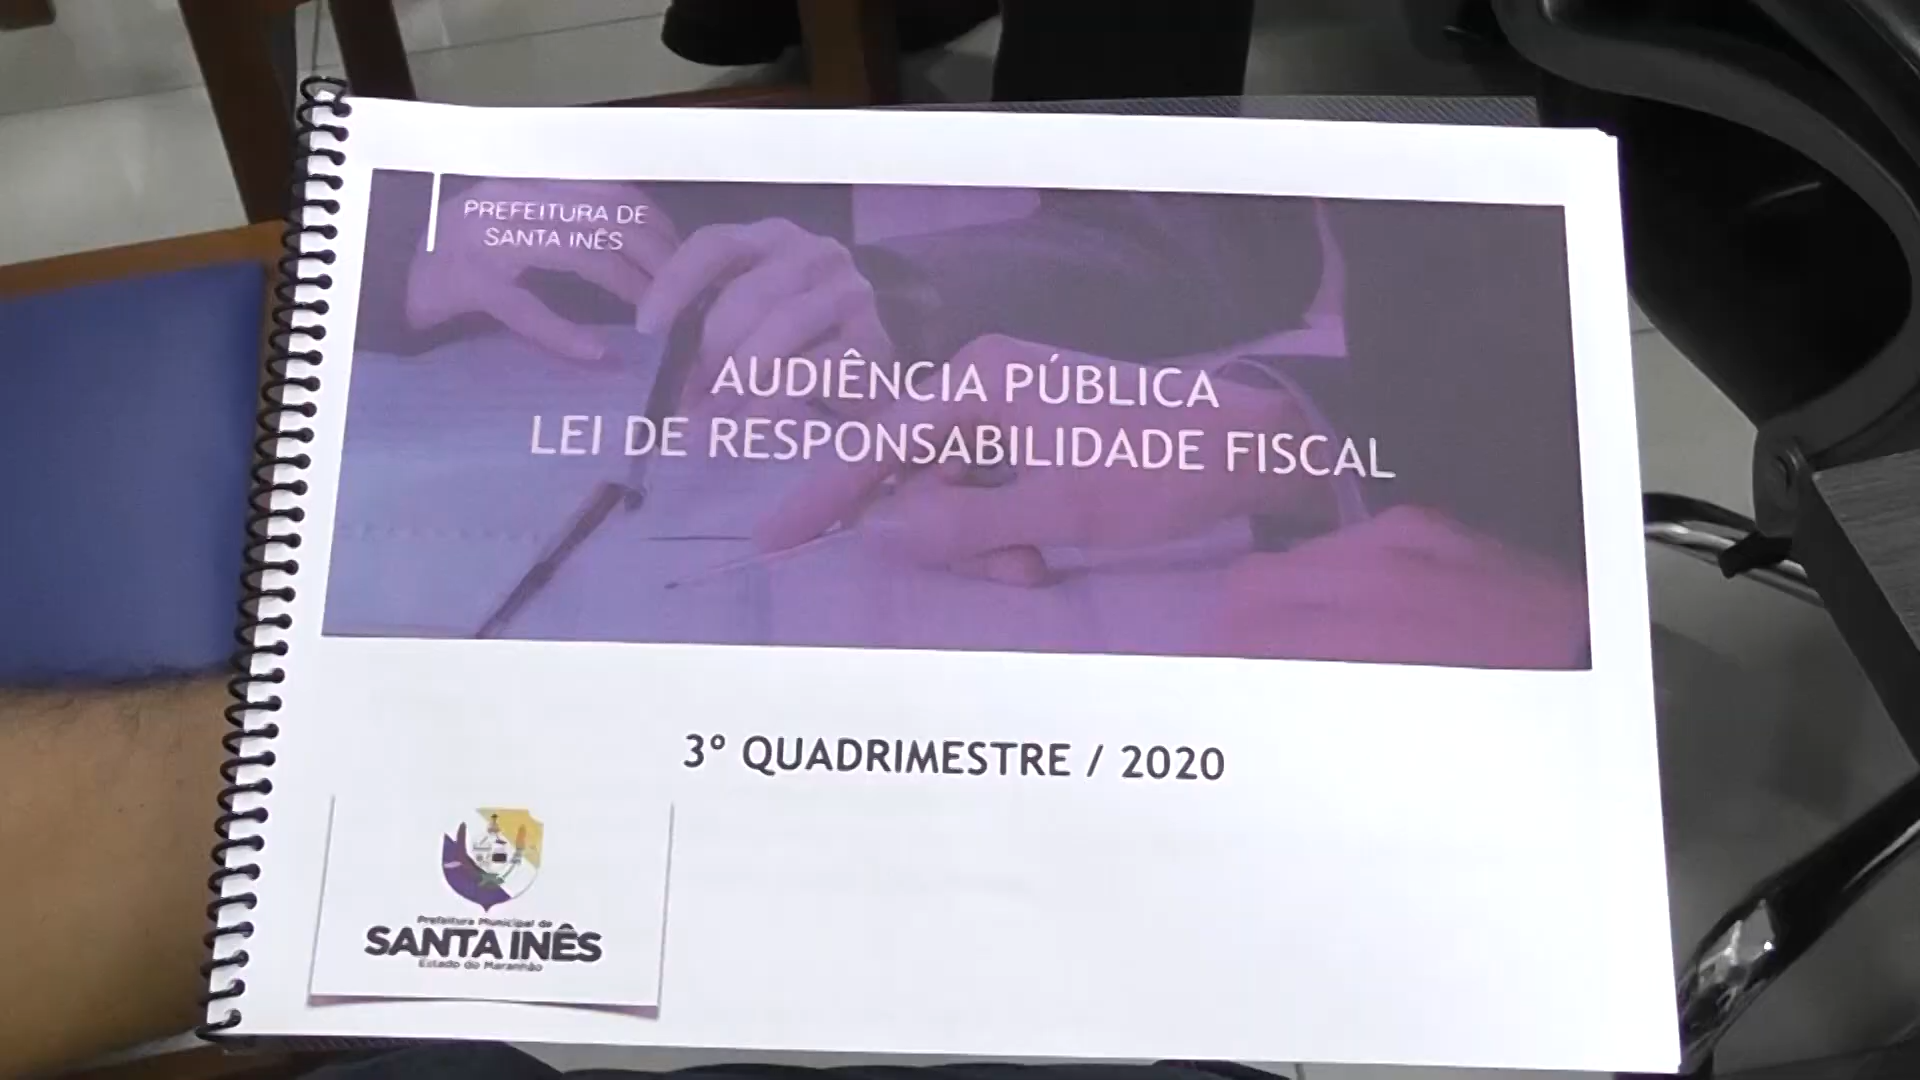 PREFEITURA DE
SANTA INÊS
AUDIÊNCIA PÚBLICA
LEI DE RESPONSABILIDADE FISCAL
3º QUADRIMESTRE / 2020
Prefeitura Municipal de
SANTA INÊS
Estado do Maranhão